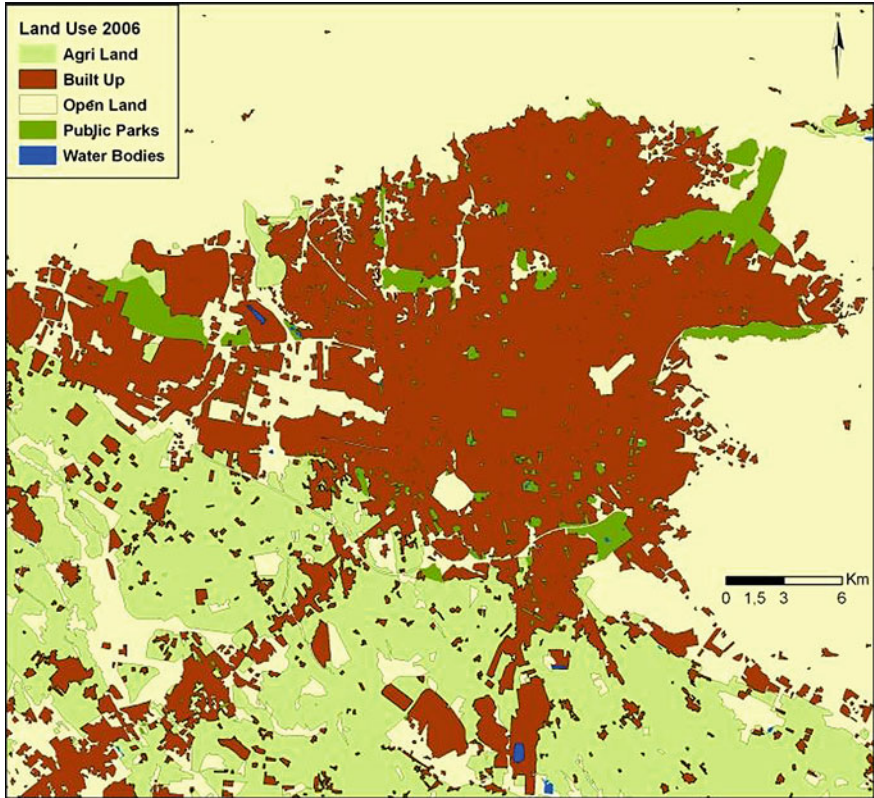 Land Use 2006
Agri Land
Built Up
Open Land
Public Parks
Water Bodies
N
Km
0 1,5 3 6